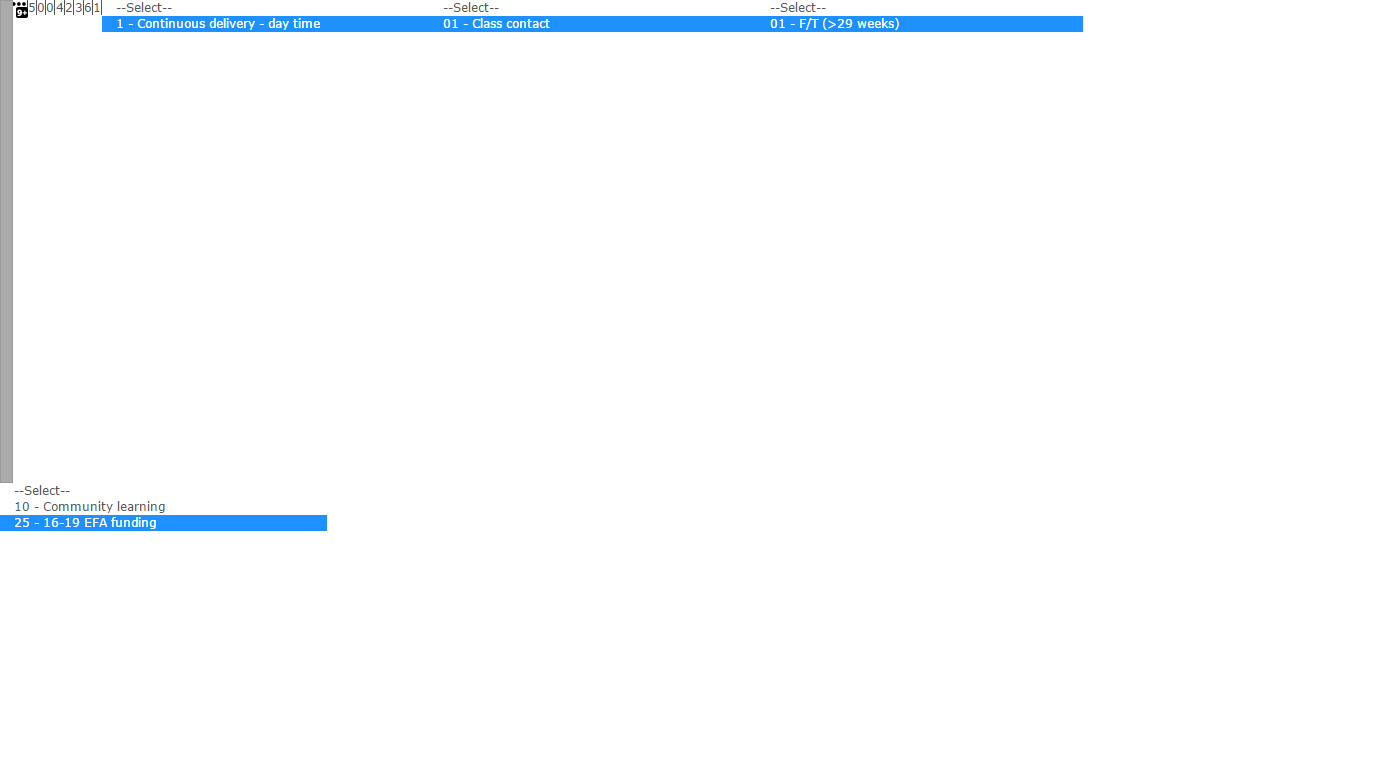 9+ 5|0|0|4|2|3|6|1| --Select-- --Select-- --Select--
1 - Continuous delivery - day time 01 - Class contact 01 - F/T (>29 weeks)
--Select--
10 - Community learning
25 - 16-19 EFA funding